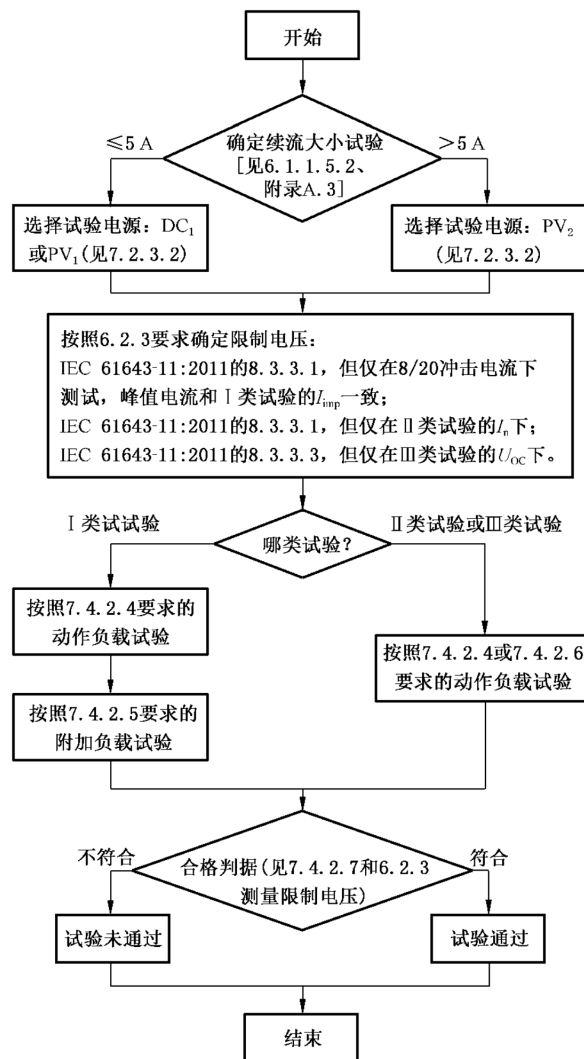 开始
确定续流大小试验
[见6.1.1.5.2、
附录A.3]
≤5 A
>5 A
选择试验电源：DC₁
或PV₁(见7.2.3.2)
选择试验电源：PV₂
(见7.2.3.2)
按照6.2.3要求确定限制电压：
IEC 61643-11:2011的8.3.3.1，但仅在8/20冲击电流下
测试，峰值电流和Ⅰ类试验的Iimp一致；
IEC 61643-11:2011的8.3.3.1，但仅在Ⅱ类试验的In下；
IEC 61643-11:2011的8.3.3.3，但仅在Ⅲ类试验的UOC下。
哪类试验？
Ⅰ类试试验
Ⅱ类试验或Ⅲ类试验
按照7.4.2.4要求的
动作负载试验
按照7.4.2.5要求的
附加负载试验
按照7.4.2.4或7.4.2.6
要求的动作负载试验
合格判据(见7.4.2.7和6.2.3
测量限制电压)
不符合
符合
试验未通过
试验通过
结束